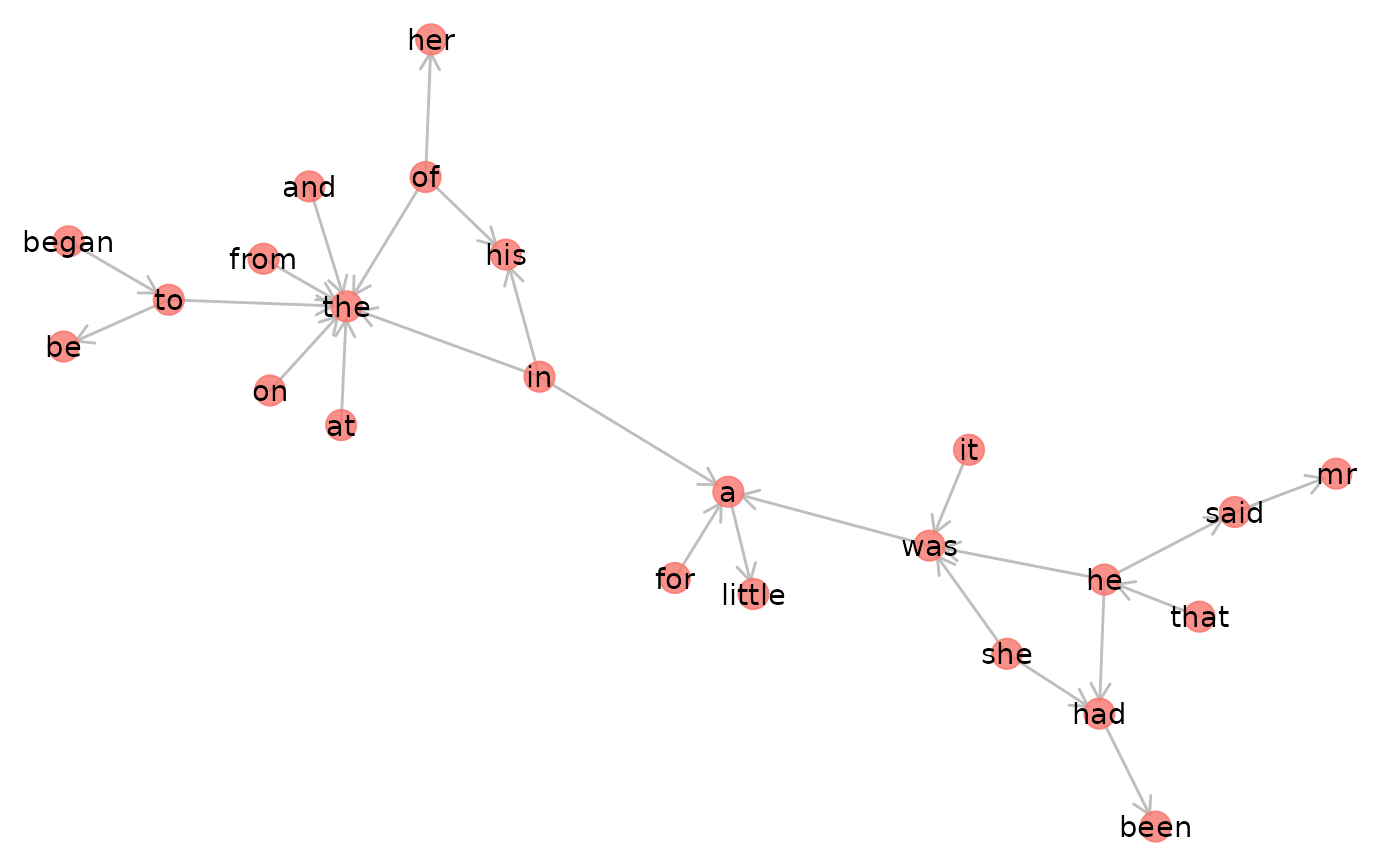 her
of
and
began
his
from
to
the
be
in
on
at
it
mr
a
said
was
for
he
little
that
she
had
been